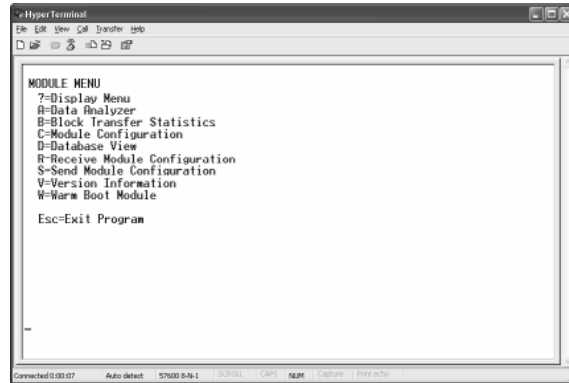 HyperTerminal
File Edit View Call Transfer Help
MODULE MENU
?=Display Menu
A=Data Analyzer
B=Block Transfer Statistics
C=Module Configuration
D=Database View
R=Receive Module Configuration
S=Send Module Configuration
V=Version Information
W=Warm Boot Module
Esc=Exit Program
Connected 0:00:07 Auto detect 57600 8-N-1 SCROLL CAPS NUM Capture Print echo